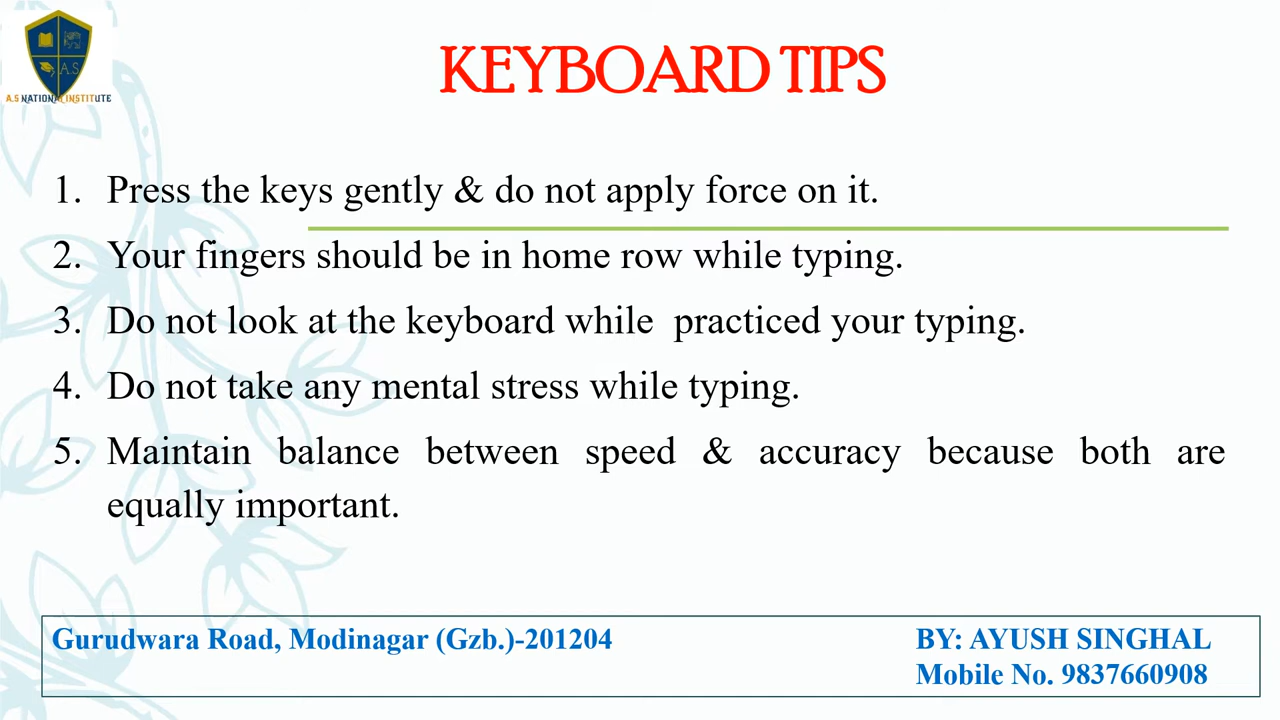 A.S
A.S NATIONAL INSTITUTE
KEYBOARD TIPS
1. Press the keys gently & do not apply force on it.
2. Your fingers should be in home row while typing.
3. Do not look at the keyboard while  practiced your typing.
4. Do not take any mental stress while typing.
5. Maintain balance between speed & accuracy because both are
equally important.
Gurudwara Road, Modinagar (Gzb.)-201204
BY: AYUSH SINGHAL
Mobile No. 9837660908